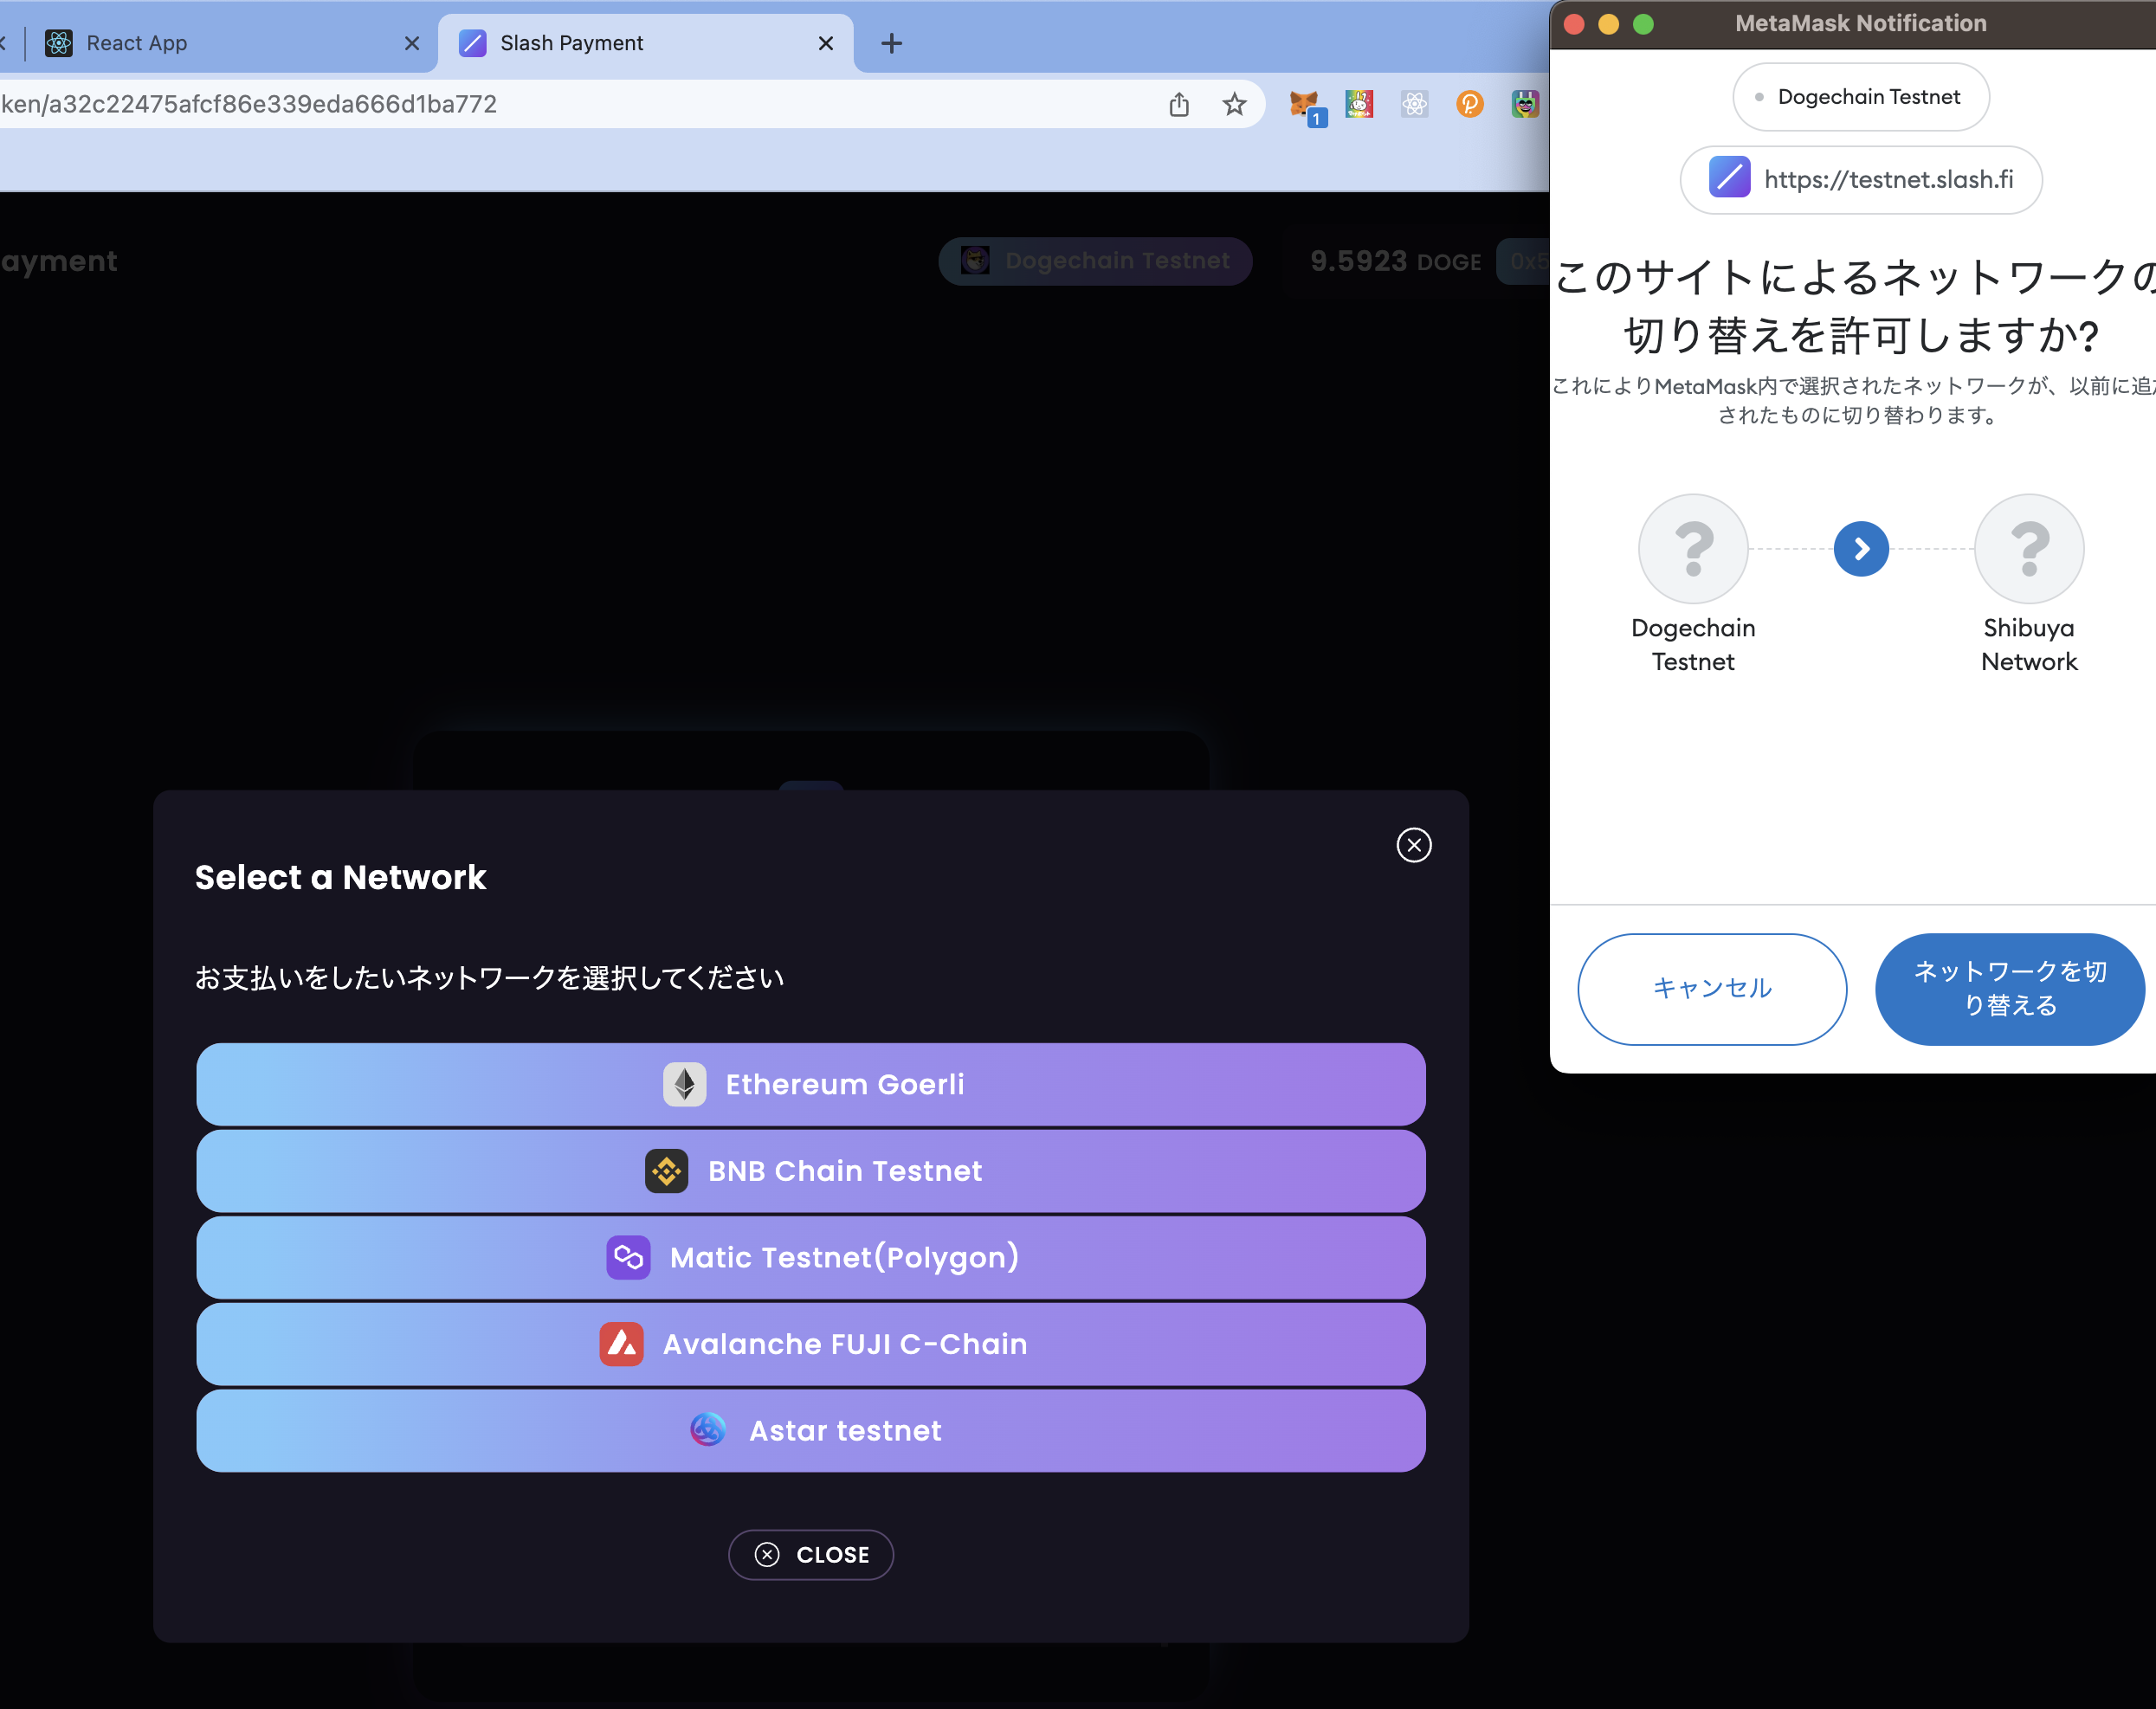 React App
Slash Payment
ken/a32c22475afcf86e339eda666d1ba772
1
ayment
Dogechain Testnet
9.5923 DOGE
0x5
Select a Network
お支払いをしたいネットワークを選択してください
Ethereum Goerli
BNB Chain Testnet
Matic Testnet(Polygon)
Avalanche FUJI C-Chain
Astar testnet
CLOSE
MetaMask Notification
Dogechain Testnet
https://testnet.slash.fi
このサイトによるネットワークの
切り替えを許可しますか?
これによりMetaMask内で選択されたネットワークが、以前に追加
されたものに切り替わります。
Dogechain
Testnet
Shibuya
Network
キャンセル
ネットワークを切
り替える